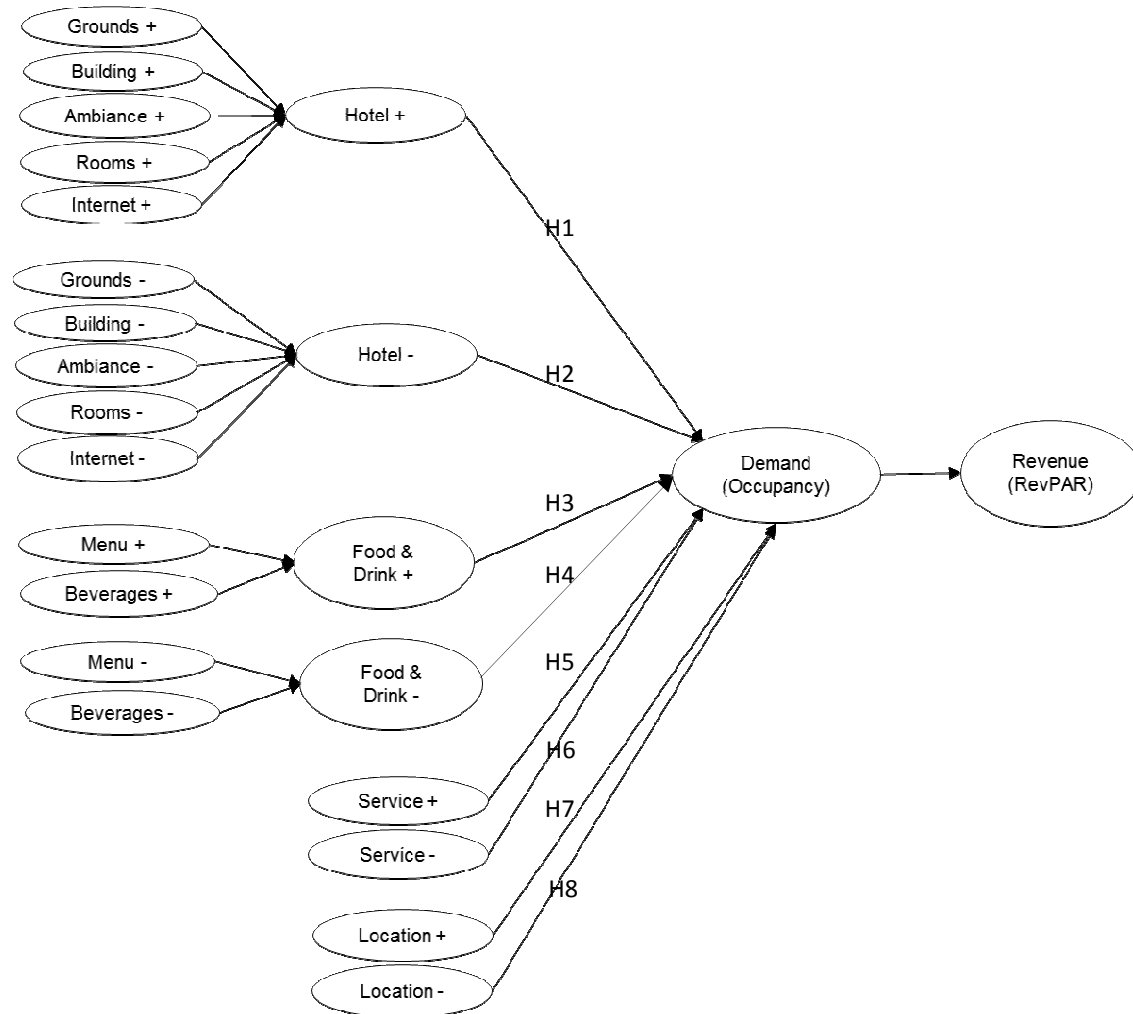 Grounds +
Building +
Ambiance +
Rooms +
Internet +
Hotel +
H1
Grounds -
Building -
Ambiance -
Rooms -
Internet -
Hotel -
H2
Demand
(Occupancy)
Revenue
(RevPAR)
Menu +
Beverages +
Food &
Drink +
H3
H4
Menu -
Beverages -
Food &
Drink -
H5
H6
Service +
Service -
H7
H8
Location +
Location -